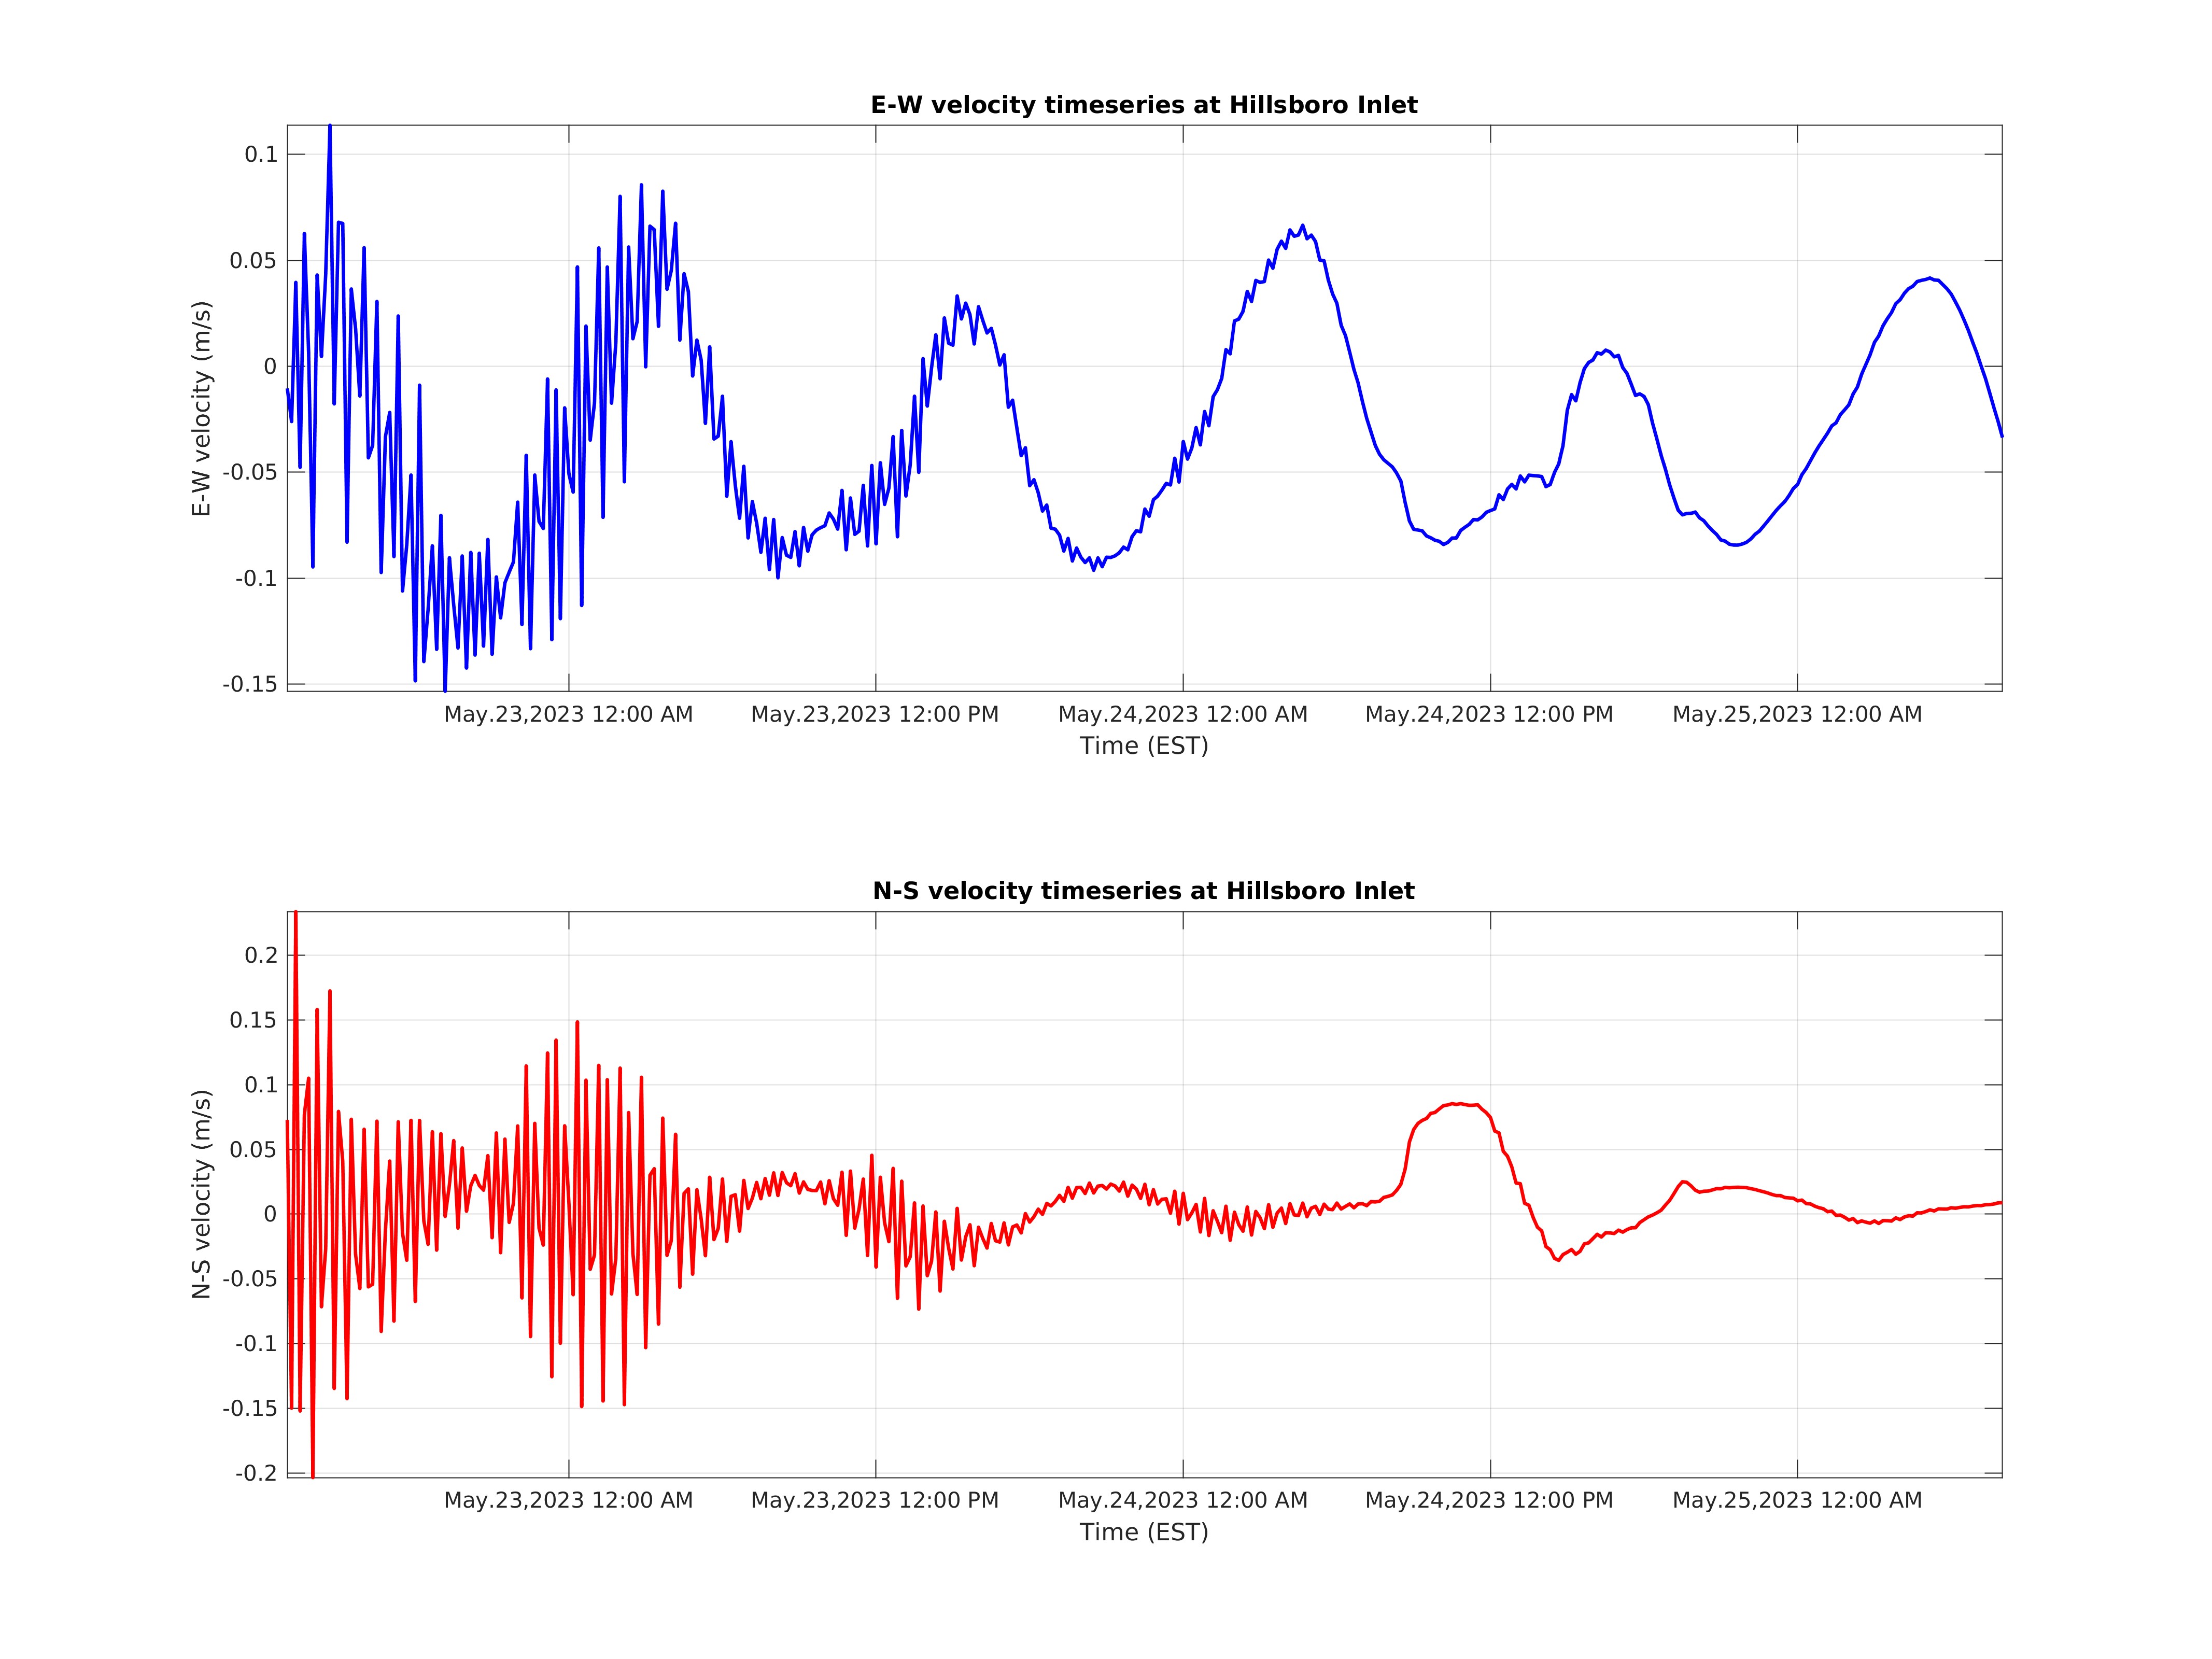 E-W velocity timeseries at Hillsboro Inlet
0.1
0.05
0
-0.05
-0.1
-0.15
E-W velocity (m/s)
May.23,2023 12:00 AM May.23,2023 12:00 PM May.24,2023 12:00 AM May.24,2023 12:00 PM May.25,2023 12:00 AM
Time (EST)
N-S velocity timeseries at Hillsboro Inlet
0.2
0.15
0.1
0.05
0
-0.05
-0.1
-0.15
-0.2
N-S velocity (m/s)
May.23,2023 12:00 AM May.23,2023 12:00 PM May.24,2023 12:00 AM May.24,2023 12:00 PM May.25,2023 12:00 AM
Time (EST)